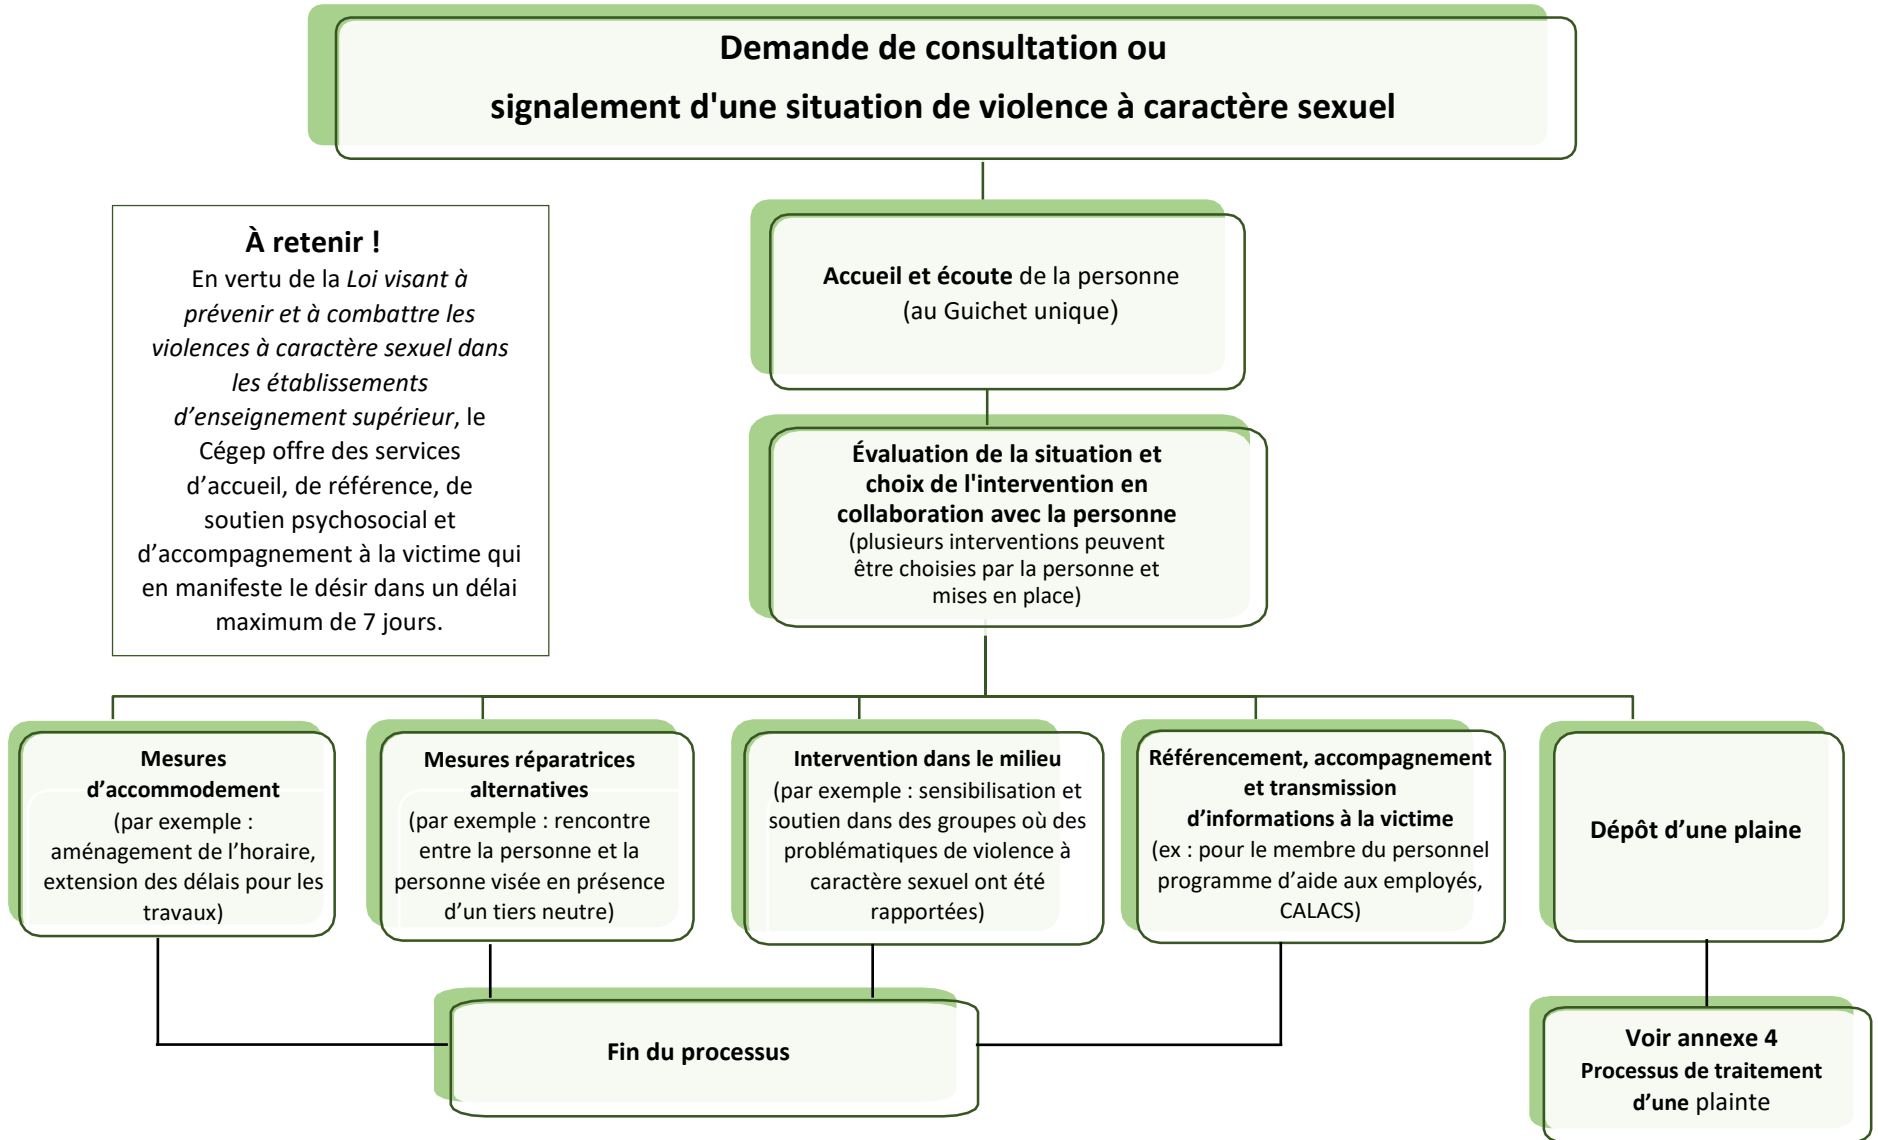 Demande de consultation ou
signalement d'une situation de violence à caractère sexuel
À retenir !
En vertu de la Loi visant à
prévenir et à combattre les
violences à caractère sexuel dans
les établissements
d’enseignement supérieur, le
Cégep offre des services
d’accueil, de référence, de
soutien psychosocial et
d’accompagnement à la victime qui
en manifeste le désir dans un délai
maximum de 7 jours.
Accueil et écoute de la personne
(au Guichet unique)
Évaluation de la situation et
choix de l'intervention en
collaboration avec la personne
(plusieurs interventions peuvent
être choisies par la personne et
mises en place)
Mesures
d’accommodement
(par exemple :
aménagement de l’horaire,
extension des délais pour les
travaux)
Mesures réparatrices
alternatives
(par exemple : rencontre
entre la personne et la
personne visée en présence
d’un tiers neutre)
Intervention dans le milieu
(par exemple : sensibilisation et
soutien dans des groupes où des
problématiques de violence à
caractère sexuel ont été
rapportées)
Référencement, accompagnement
et transmission
d’informations à la victime
(ex : pour le membre du personnel
programme d’aide aux employés,
CALACS)
Dépôt d’une plaine
Fin du processus
Voir annexe 4
Processus de traitement
d’une plainte